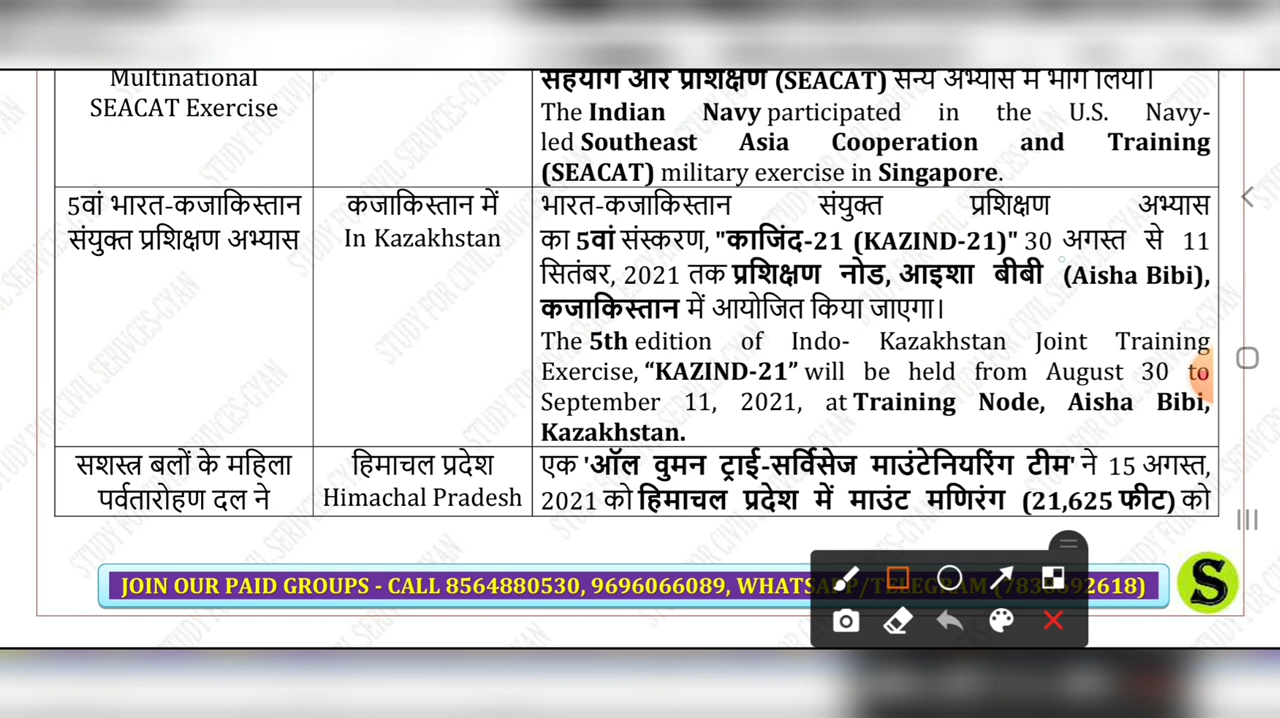 Multinational
SEACAT Exercise
सहयोग और प्रशिक्षण (SEACAT) सैन्य अभ्यास में भाग लिया।
The Indian Navy participated in the U.S. Navy-
led Southeast Asia Cooperation and Training
(SEACAT) military exercise in Singapore.
5वां भारत-कजाकिस्तान
संयुक्त प्रशिक्षण अभ्यास
कजाकिस्तान में
In Kazakhstan
भारत-कजाकिस्तान संयुक्त प्रशिक्षण अभ्यास
का 5वां संस्करण, "काजिंद-21 (KAZIND-21)" 30 अगस्त से 11
सितंबर, 2021 तक प्रशिक्षण नोड, आइशा बीबी (Aisha Bibi),
कजाकिस्तान में आयोजित किया जाएगा।
The 5th edition of Indo- Kazakhstan Joint Training
Exercise, “KAZIND-21” will be held from August 30 to
September 11, 2021, at Training Node, Aisha Bibi,
Kazakhstan.
सशस्त्र बलों के महिला
पर्वतारोहण दल ने
हिमाचल प्रदेश
Himachal Pradesh
एक 'ऑल वुमन ट्राई-सर्विसेज माउंटेनियरिंग टीम' ने 15 अगस्त,
2021 को हिमाचल प्रदेश में माउंट मणिरंग (21,625 फीट) को
JOIN OUR PAID GROUPS - CALL 8564880530, 9696066089, WHATSAPP/TELEGRAM
S